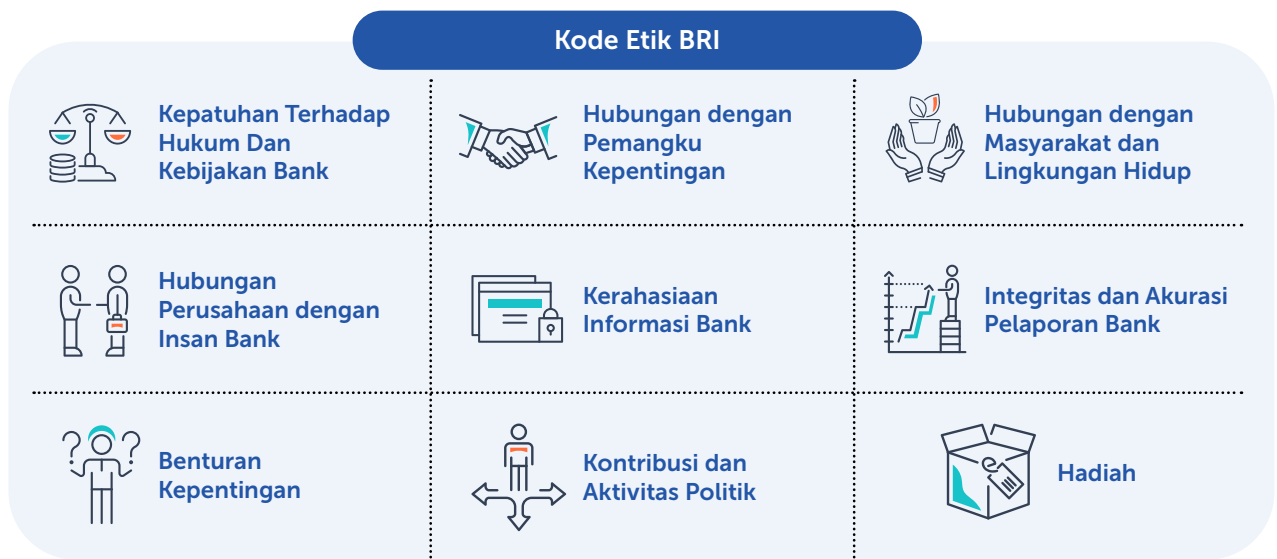 Kode Etik BRI
Kepatuhan Terhadap
Hukum Dan
Kebijakan Bank
Hubungan dengan
Pemangku
Kepentingan
Hubungan dengan
Masyarakat dan
Lingkungan Hidup
Hubungan
Perusahaan dengan
Insan Bank
Kerahasiaan
Informasi Bank
Integritas dan Akurasi
Pelaporan Bank
Benturan
Kepentingan
Kontribusi dan
Aktivitas Politik
Hadiah